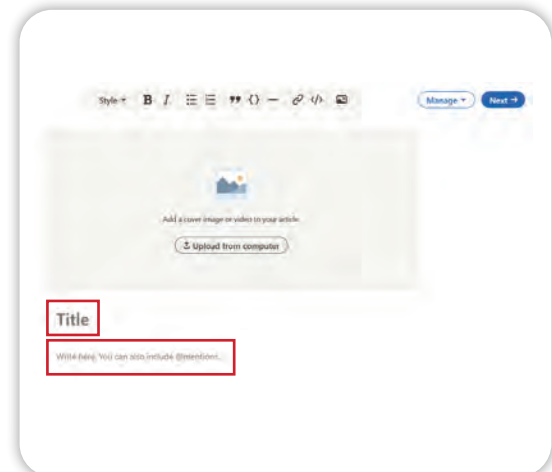 Style B I
Manage Next →
Add a cover image or video to your article.
Upload from computer
Title
Write here. You can also include @mentions...